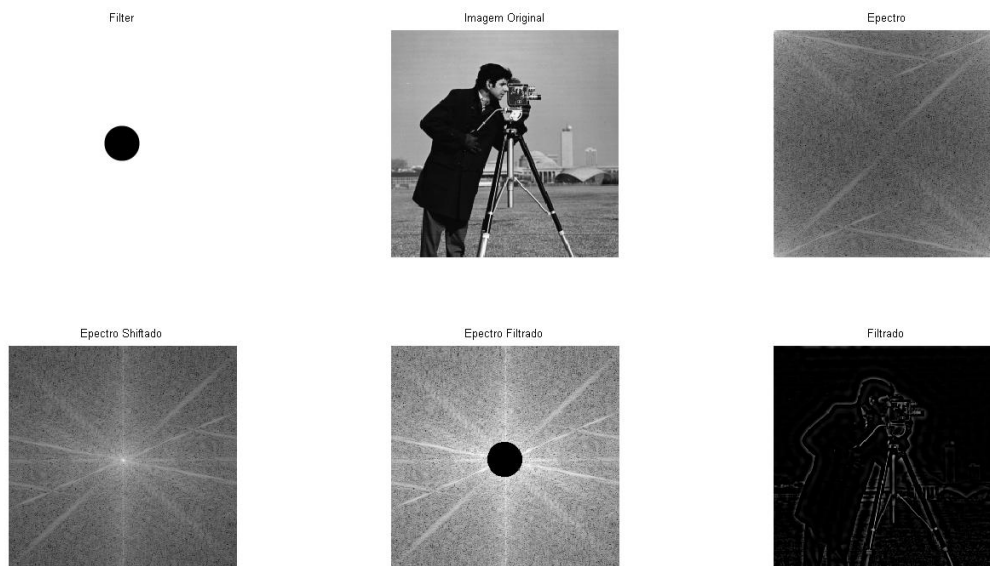 Filter
Imagem Original
Epectro
Epectro Shiftado
Epectro Filtrado
Filtrado